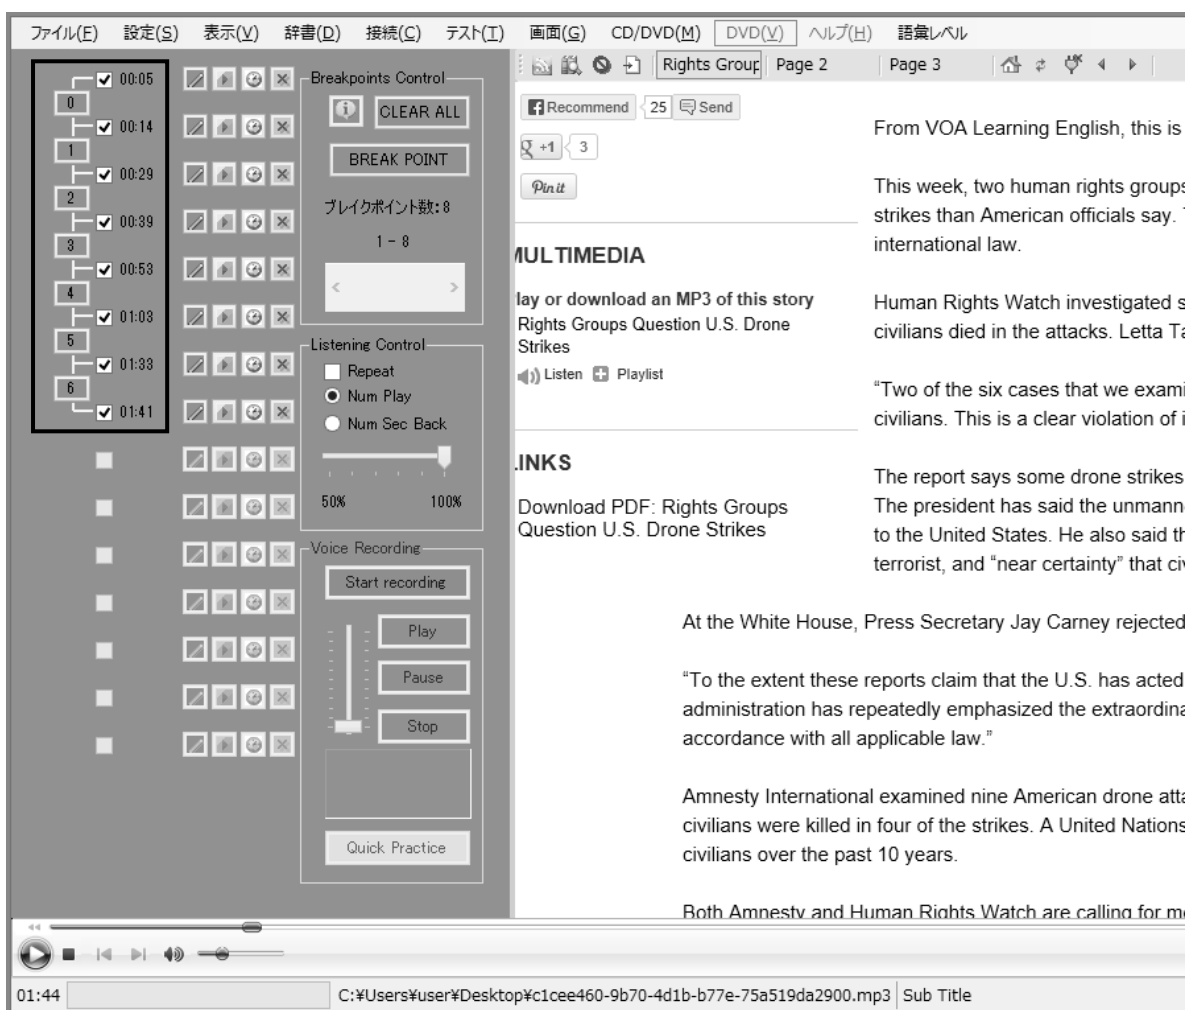 ファイル(F) 設定(S) 表示(V) 辞書(D) 接続(C) テスト(T) 画面(G) CD/DVD(M) DVD(V) ヘルプ(H) 語彙レベル
Rights Group Page 2 Page 3
00:05
0
00:14
1
00:29
2
00:39
3
00:53
4
01:03
5
01:33
6
01:41
Breakpoints Control
CLEAR ALL
BREAK POINT
ブレイクポイント数:8
1 - 8
Listening Control
Repeat
Num Play
Num Sec Back
50% 100%
Voice Recording
Start recording
Play
Pause
Stop
Quick Practice
Recommend 25 Send
+1 3
Pin it
MULTIMEDIA
lay or download an MP3 of this story
Rights Groups Question U.S. Drone
Strikes
Listen Playlist
INKS
Download PDF: Rights Groups
Question U.S. Drone Strikes
From VOA Learning English, this is
This week, two human rights groups
strikes than American officials say.
international law.
Human Rights Watch investigated s
civilians died in the attacks. Letta Ta
“Two of the six cases that we exami
civilians. This is a clear violation of i
The report says some drone strikes
The president has said the unmanne
to the United States. He also said th
terrorist, and “near certainty” that civ
At the White House, Press Secretary Jay Carney rejected
“To the extent these reports claim that the U.S. has acted
administration has repeatedly emphasized the extraordina
accordance with all applicable law.”
Amnesty International examined nine American drone atta
civilians were killed in four of the strikes. A United Nations
civilians over the past 10 years.
Both Amnesty and Human Rights Watch are calling for mo
01:44 C:¥Users¥user¥Desktop¥c1cee460-9b70-4d1b-b77e-75a519da2900.mp3 Sub Title